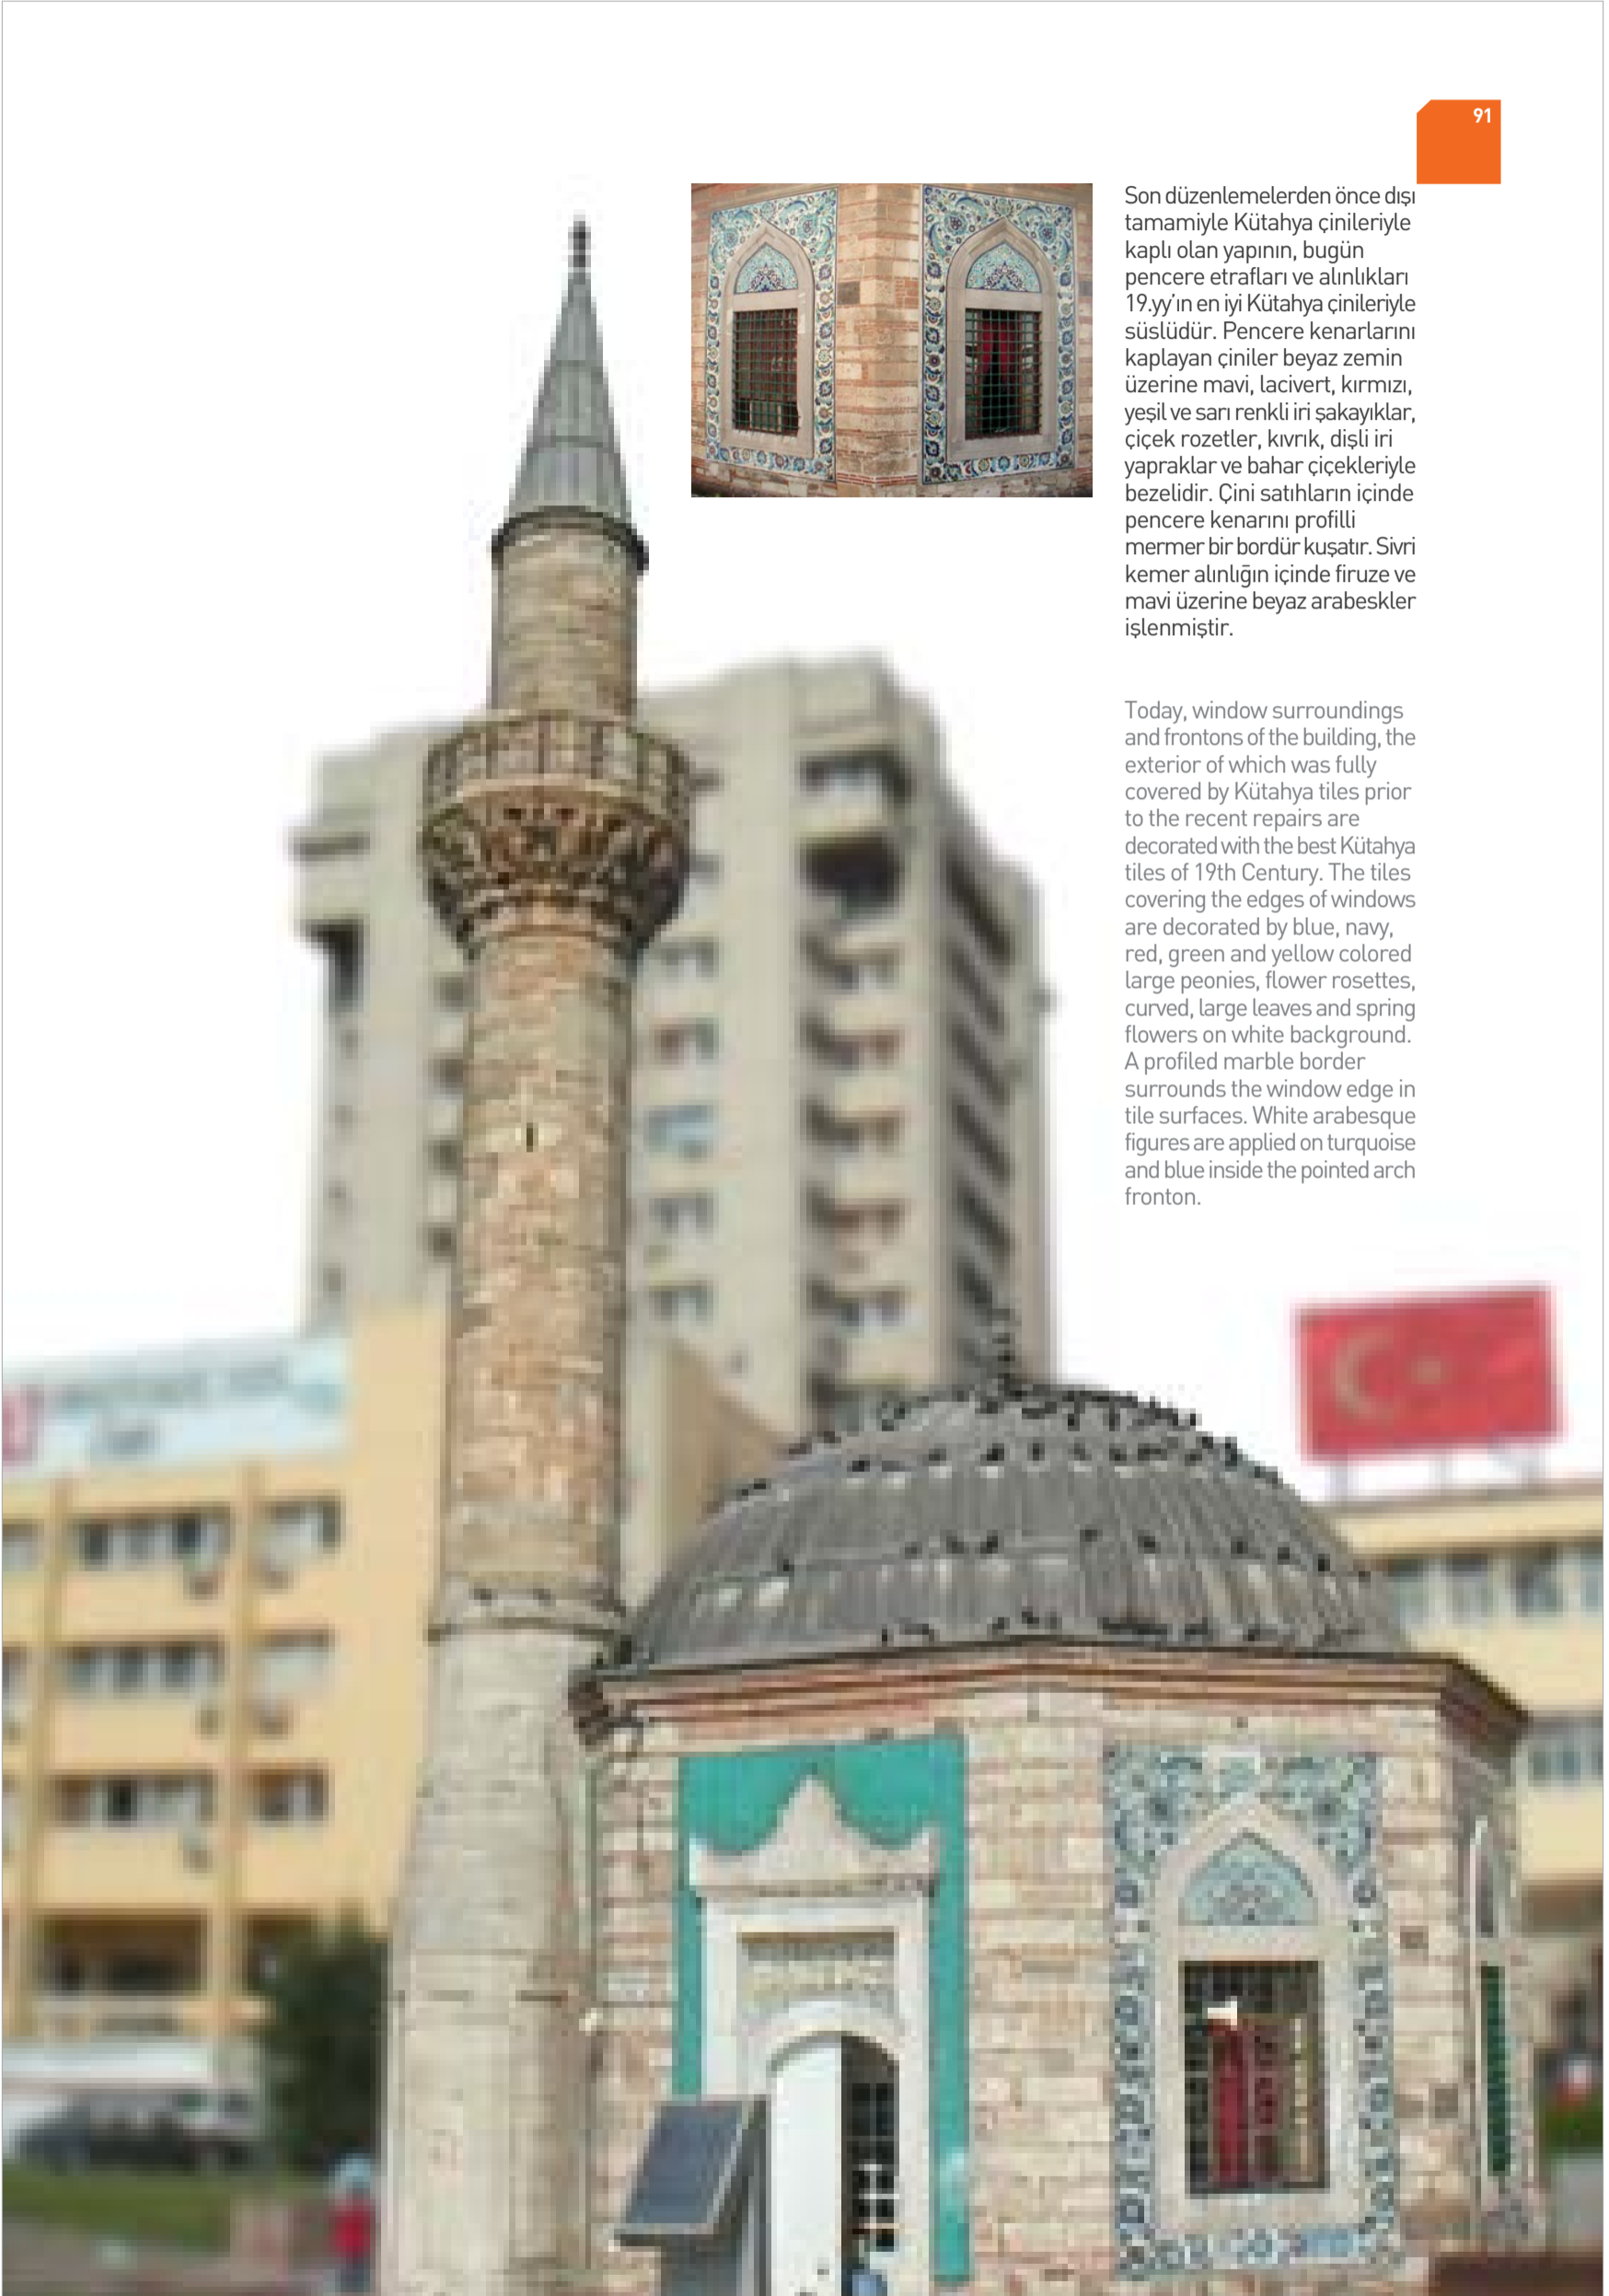 91
Son düzenlemelerden önce dışı
tamamiyle Kütahya çinileriyle
kaplı olan yapının, bugün
pencere etrafları ve alınlıkları
19.yy'ın en iyi Kütahya çinileriyle
süslüdür. Pencere kenarlarını
kaplayan çiniler beyaz zemin
üzerine mavi, lacivert, kırmızı,
yeşil ve sarı renkli iri şakayıklar,
çiçek rozetler, kıvrık, dişli iri
yapraklar ve bahar çiçekleriyle
bezelidir. Çini satıhların içinde
pencere kenarını profilli
mermer bir bordür kuşatır. Sivri
kemer alınlığın içinde firuze ve
mavi üzerine beyaz arabeskler
işlenmiştir.
Today, window surroundings
and frontons of the building, the
exterior of which was fully
covered by Kütahya tiles prior
to the recent repairs are
decorated with the best Kütahya
tiles of 19th Century. The tiles
covering the edges of windows
are decorated by blue, navy,
red, green and yellow colored
large peonies, flower rosettes,
curved, large leaves and spring
flowers on white background.
A profiled marble border
surrounds the window edge in
tile surfaces. White arabesque
figures are applied on turquoise
and blue inside the pointed arch
fronton.